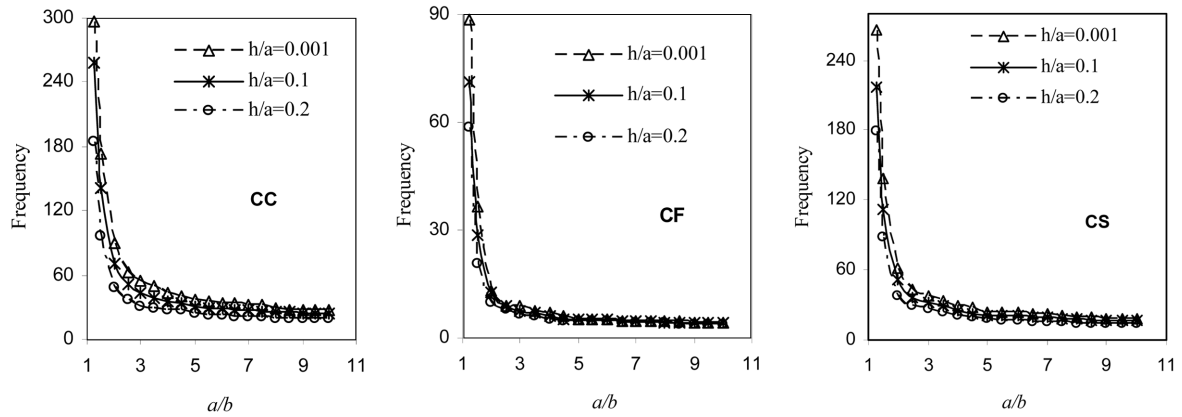 300
240
180
120
60
0
Frequency
h/a=0.001
h/a=0.1
h/a=0.2
CC
1 3 5 7 9 11
a/b
90
60
30
0
Frequency
h/a=0.001
h/a=0.1
h/a=0.2
CF
1 3 5 7 9 11
a/b
240
180
120
60
0
Frequency
h/a=0.001
h/a=0.1
h/a=0.2
CS
1 3 5 7 9 11
a/b